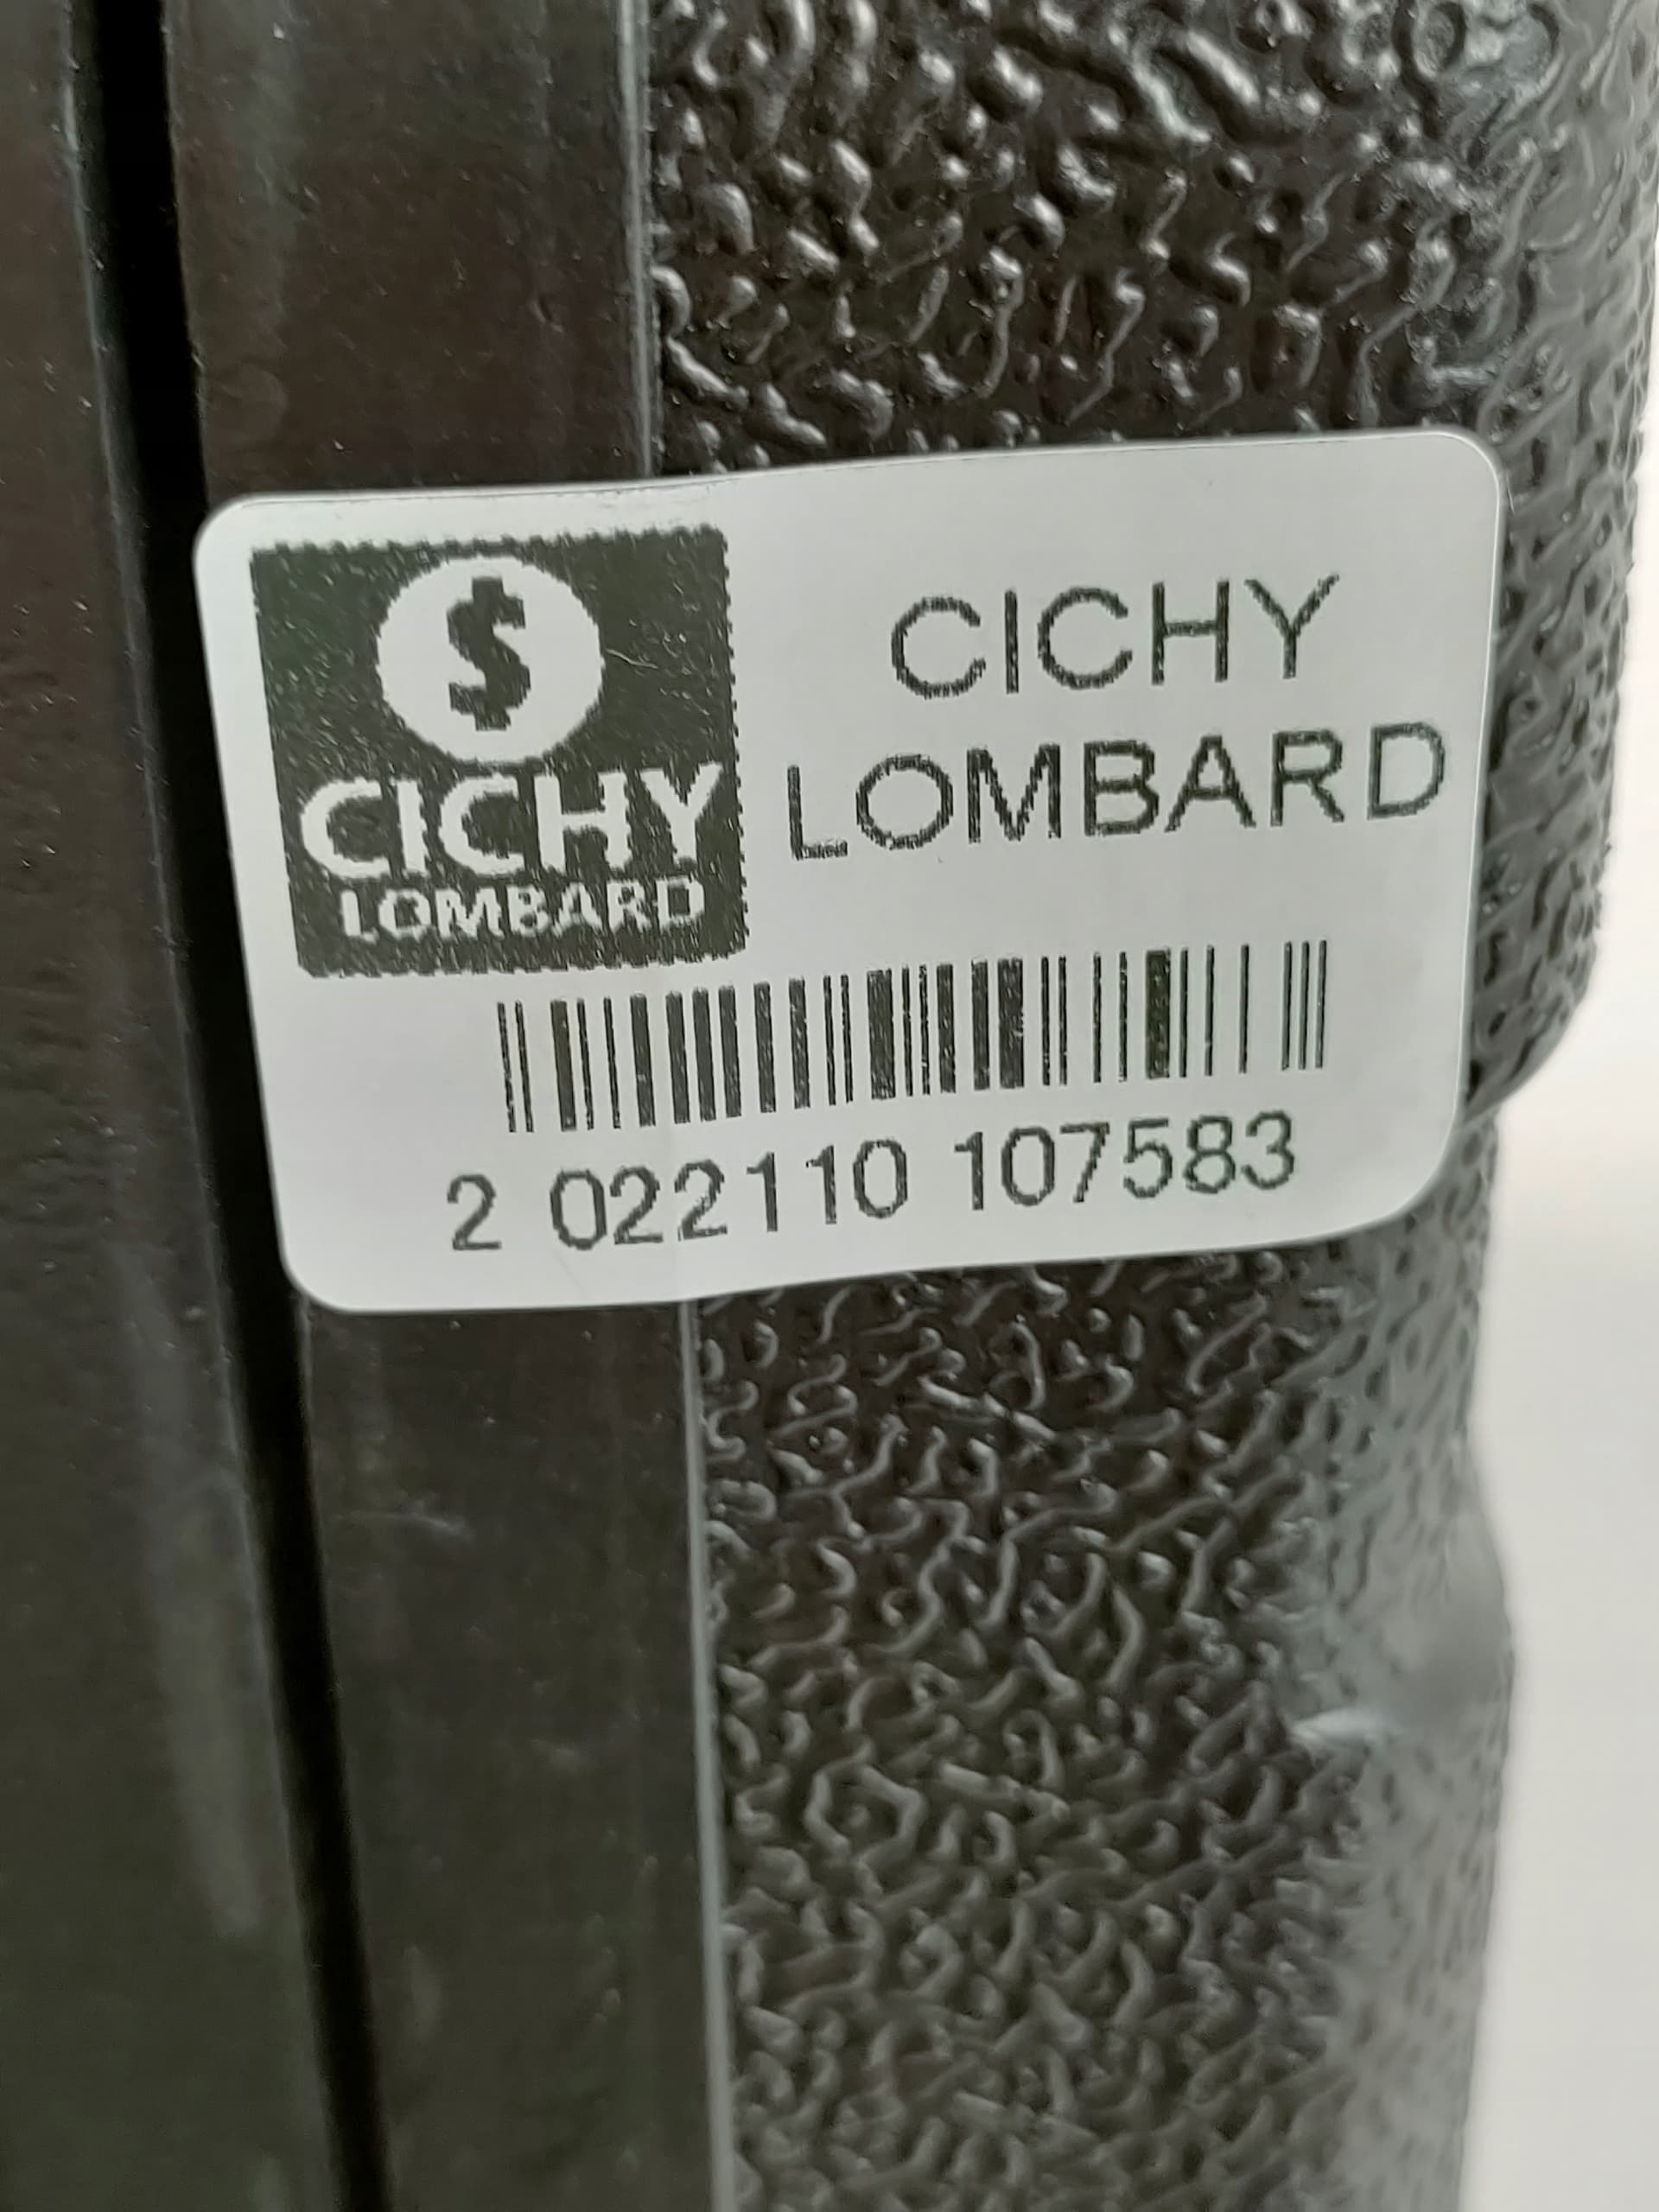 $
CICHY
LOMBARD
CICHY
LOMBARD
2 022110 107583